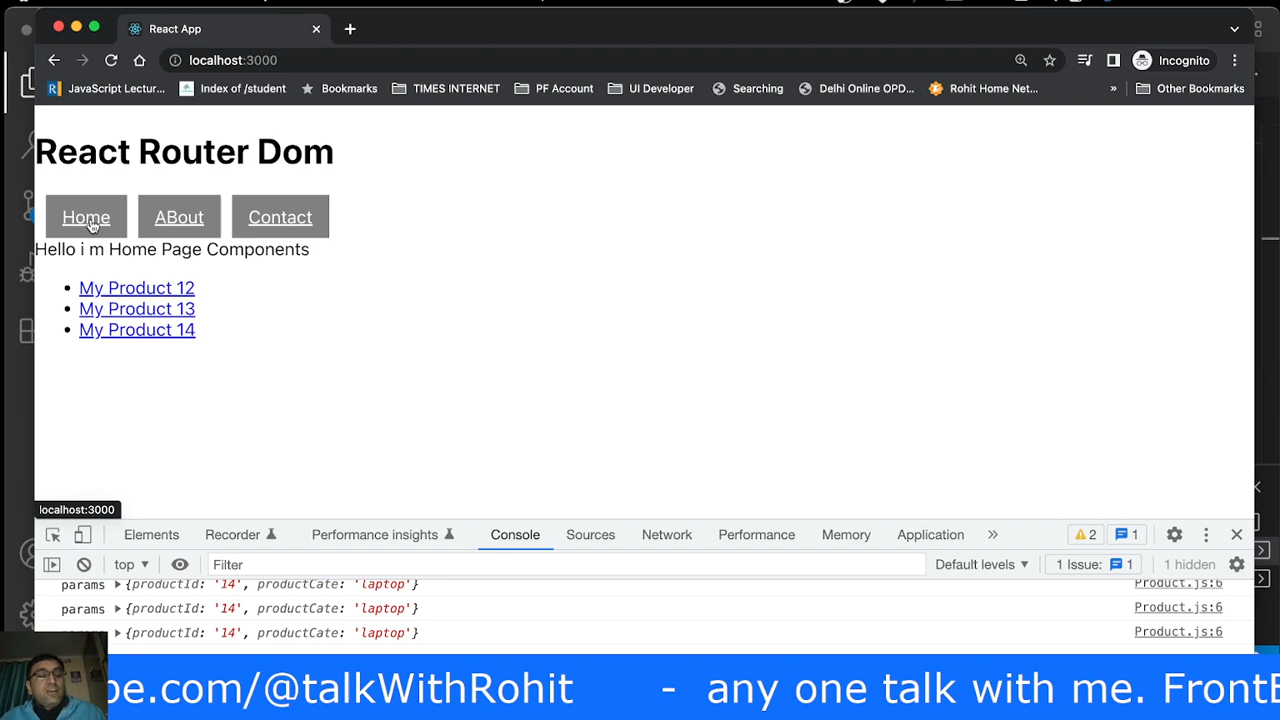 React App
localhost:3000
Incognito
JavaScript Lectur...
Index of /student
Bookmarks
TIMES INTERNET
PF Account
UI Developer
Searching
Delhi Online OPD...
Rohit Home Net...
»
Other Bookmarks
React Router Dom
Home
ABout
Contact
Hello i m Home Page Components
• My Product 12
• My Product 13
• My Product 14
localhost:3000
Elements
Recorder
Performance insights
Console
Sources
Network
Performance
Memory
Application
»
2
1
top
Filter
Default levels
1 Issue:
1
1 hidden
params {productId: '14', productCate: 'laptop'}
Product.js:6
params {productId: '14', productCate: 'laptop'}
Product.js:6
{productId: '14', productCate: 'laptop'}
Product.js:6
be.com/@talkWithRohit - any one talk with me. Front